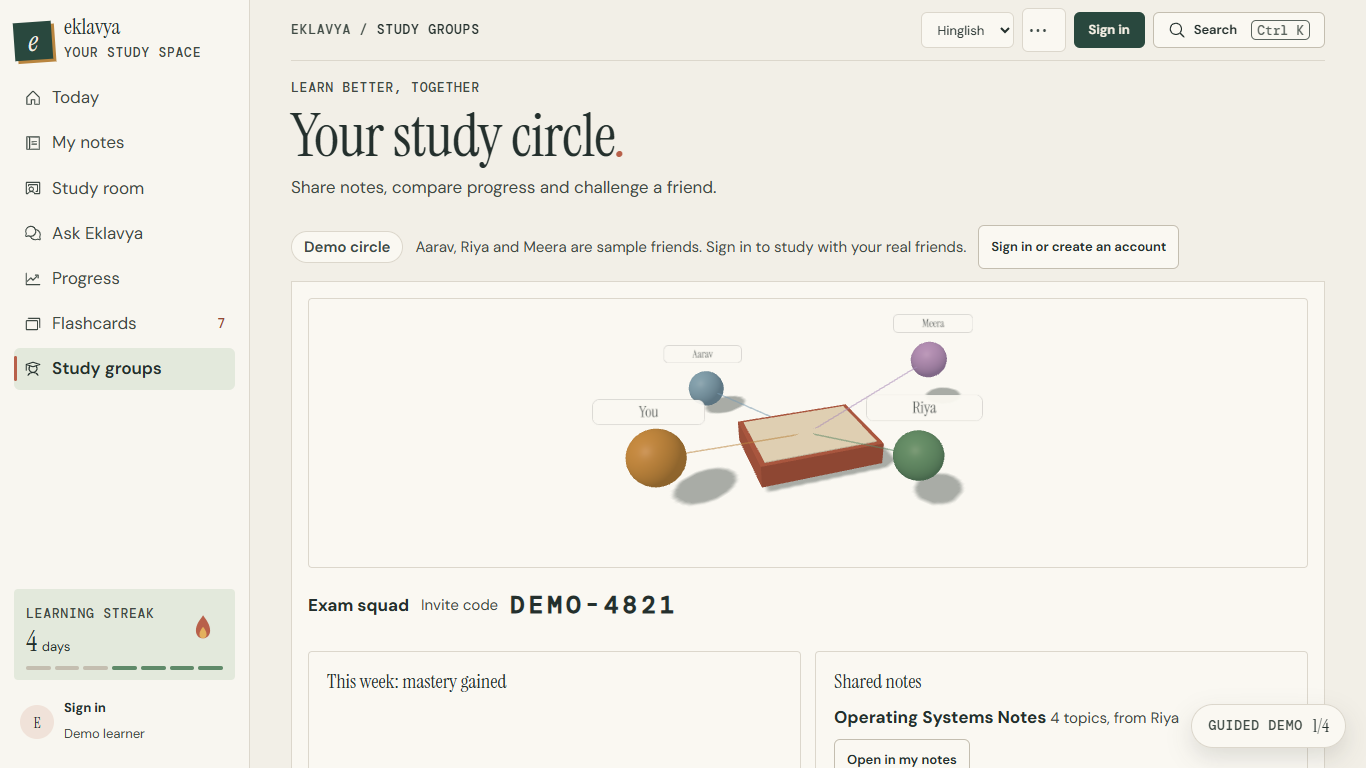 e
eklavya
YOUR STUDY SPACE
Today
My notes
Study room
Ask Eklavya
Progress
Flashcards 7
Study groups
LEARNING STREAK
4 days
E
Sign in
Demo learner
EKLAVYA / STUDY GROUPS
Hinglish
Sign in
Search Ctrl K
LEARN BETTER, TOGETHER
Your study circle.
Share notes, compare progress and challenge a friend.
Demo circle Aarav, Riya and Meera are sample friends. Sign in to study with your real friends. Sign in or create an account
Meera
Aarav
You
Riya
Exam squad Invite code DEMO-4821
This week: mastery gained
Shared notes
Operating Systems Notes 4 topics, from Riya
Open in my notes
GUIDED DEMO 1/4